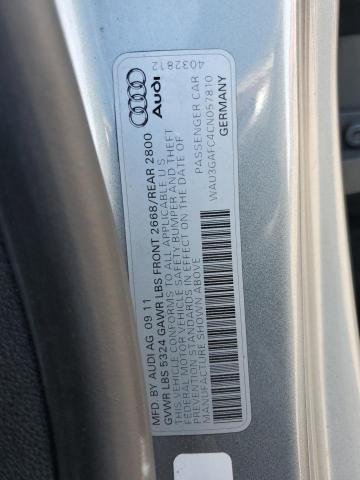 Audi
4032812
MFD. BY AUDI AG 09 11
GVWR LBS 5324 GAWR LBS FRONT 2668/REAR 2800
THIS VEHICLE CONFORMS TO ALL APPLICABLE U S
FEDERAL MOTOR VEHICLE SAFETY BUMPER AND THEFT
PREVENTION STANDARDS IN EFFECT ON THE DATE OF
MANUFACTURE SHOWN ABOVE
PASSENGER CAR
WAU3GAFC4CN057810
GERMANY